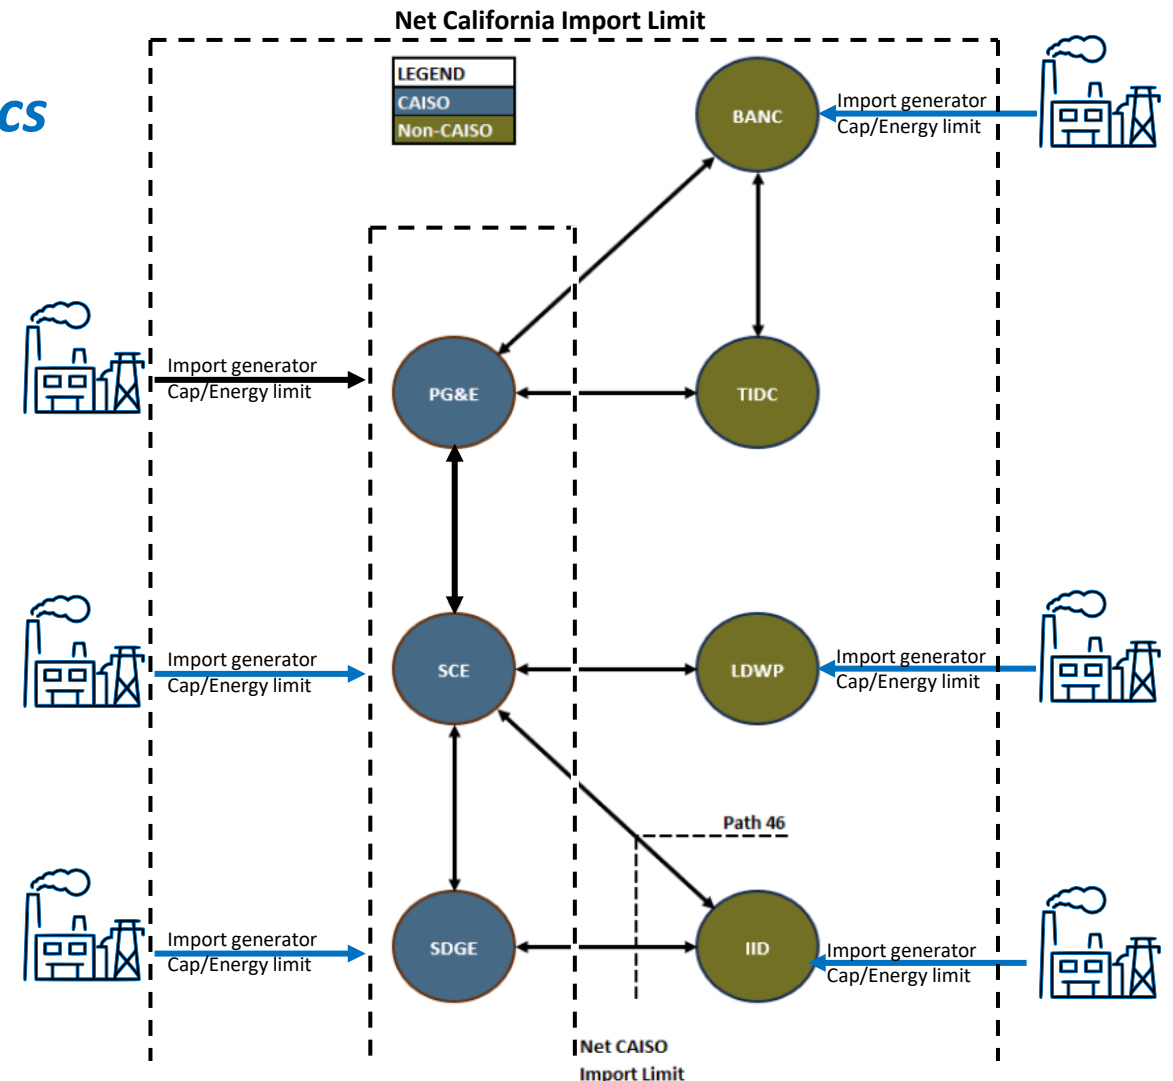 Net California Import Limit
cs
LEGEND
CAISO
Non-CAISO
BANC
Import generator
Cap/Energy limit
Import generator
Cap/Energy limit
PG&E
TIDC
Import generator
Cap/Energy limit
SCE
LDWP
Import generator
Cap/Energy limit
Path 46
Import generator
Cap/Energy limit
SDGE
IID
Import generator
Cap/Energy limit
Net CAISO
Import Limit